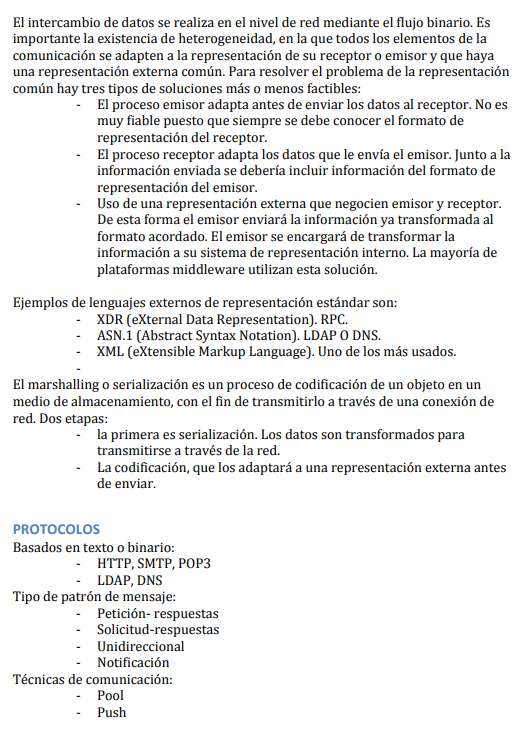 El intercambio de datos se realiza en el nivel de red mediante el flujo binario. Es
importante la existencia de heterogeneidad, en la que todos los elementos de la
comunicación se adapten a la representación de su receptor o emisor y que haya
una representación externa común. Para resolver el problema de la representación
común hay tres tipos de soluciones más o menos factibles:
- El proceso emisor adapta antes de enviar los datos al receptor. No es
muy fiable puesto que siempre se debe conocer el formato de
representación del receptor.
- El proceso receptor adapta los datos que le envía el emisor. Junto a la
información enviada se debería incluir información del formato de
representación del emisor.
- Uso de una representación externa que negocien emisor y receptor.
De esta forma el emisor enviará la información ya transformada al
formato acordado. El emisor se encargará de transformar la
información a su sistema de representación interno. La mayoría de
plataformas middleware utilizan esta solución.
Ejemplos de lenguajes externos de representación estándar son:
- XDR (eXternal Data Representation). RPC.
- ASN.1 (Abstract Syntax Notation). LDAP O DNS.
- XML (eXtensible Markup Language). Uno de los más usados.
-
El marshalling o serialización es un proceso de codificación de un objeto en un
medio de almacenamiento, con el fin de transmitirlo a través de una conexión de
red. Dos etapas:
- la primera es serialización. Los datos son transformados para
transmitirse a través de la red.
- La codificación, que los adaptará a una representación externa antes
de enviar.
PROTOCOLOS
Basados en texto o binario:
- HTTP, SMTP, POP3
- LDAP, DNS
Tipo de patrón de mensaje:
- Petición- respuestas
- Solicitud-respuestas
- Unidireccional
- Notificación
Técnicas de comunicación:
- Pool
- Push